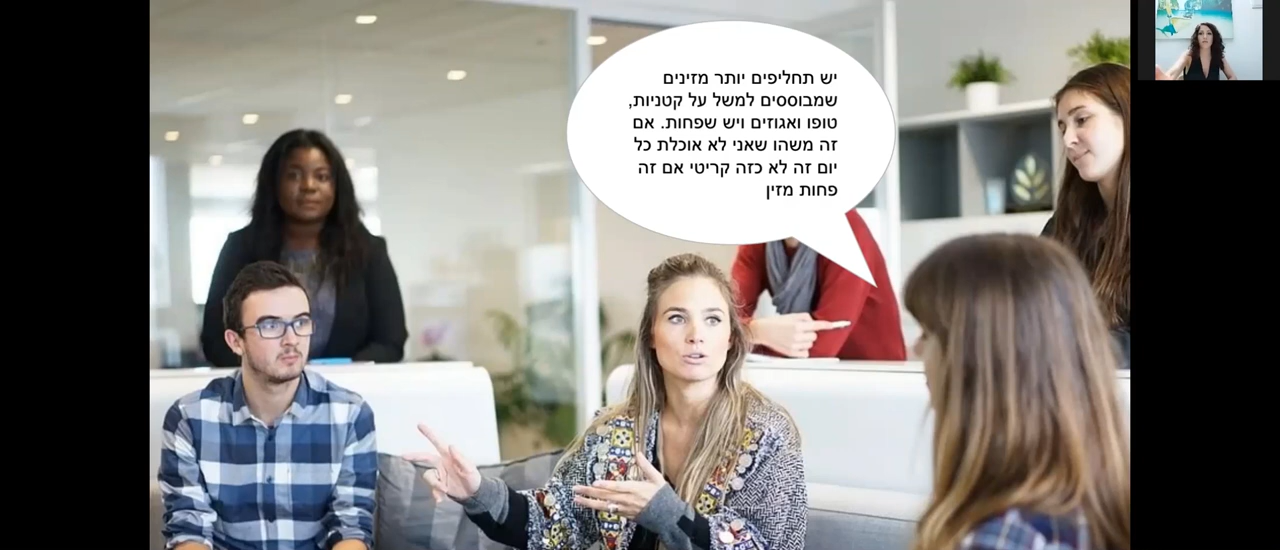 יש תחליפים יותר מזינים
שמבוססים למשל על קטניות,
טופו ואגוזים ויש שפחות. אם
זה משהו שאני לא אוכלת כל
יום זה לא כזה קריטי אם זה
פחות מזין